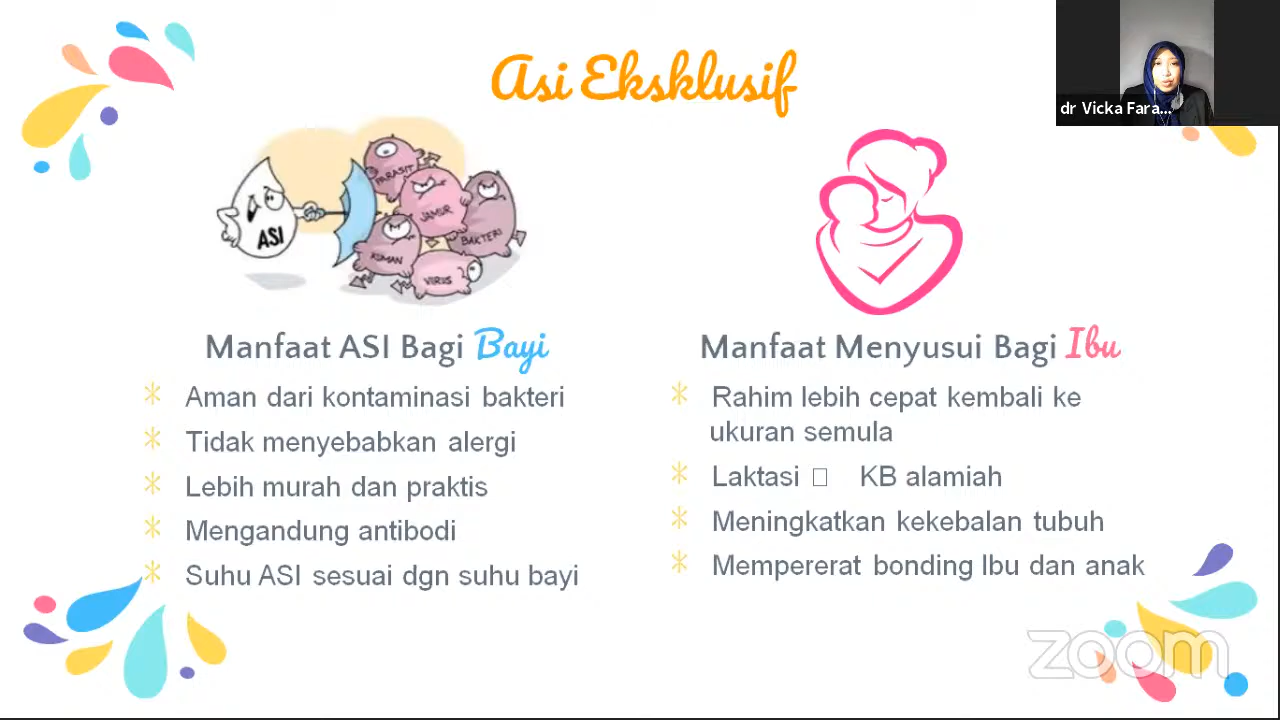 Asi Eksklusif
dr Vicka Fara...
ASI
PARASIT
JAMUR
BAKTERI
KUMAN
VIRUS
Manfaat ASI Bagi Bayi
Aman dari kontaminasi bakteri
Tidak menyebabkan alergi
Lebih murah dan praktis
Mengandung antibodi
Suhu ASI sesuai dgn suhu bayi
Manfaat Menyusui Bagi Ibu
Rahim lebih cepat kembali ke
ukuran semula
Laktasi □ KB alamiah
Meningkatkan kekebalan tubuh
Mempererat bonding Ibu dan anak
zoom